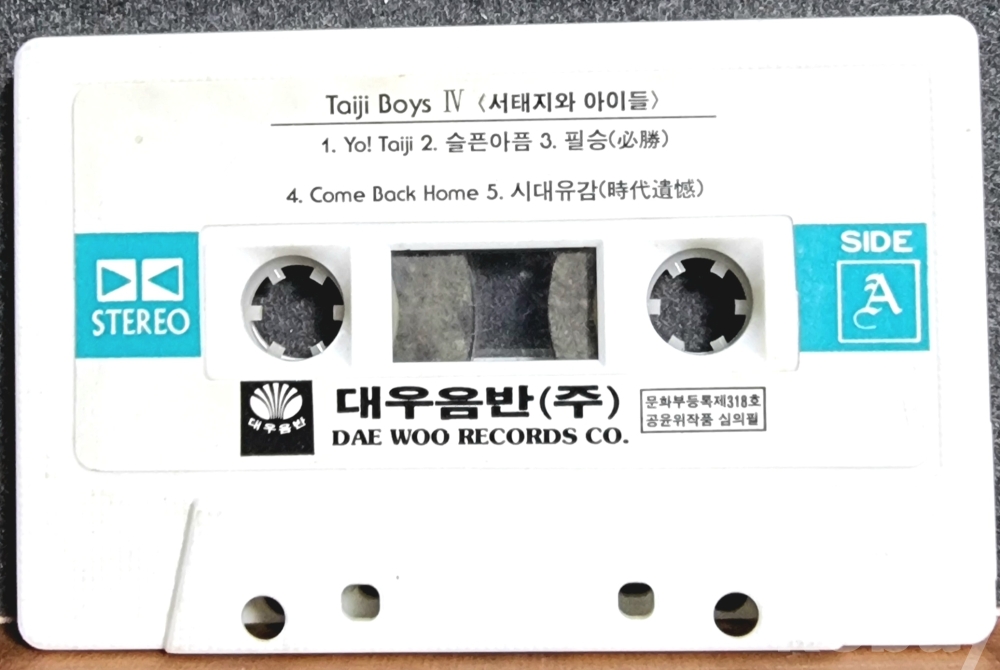 Taiji Boys Ⅳ 〈서태지와 아이들〉
1. Yo! Taiji 2. 슬픈아픔 3. 필승(必勝)
4. Come Back Home 5. 시대유감(時代遺憾)
STEREO
SIDE
A
대우음반
대우음반(주)
DAE WOO RECORDS CO.
문화부등록제318호
공윤위작품 심의필